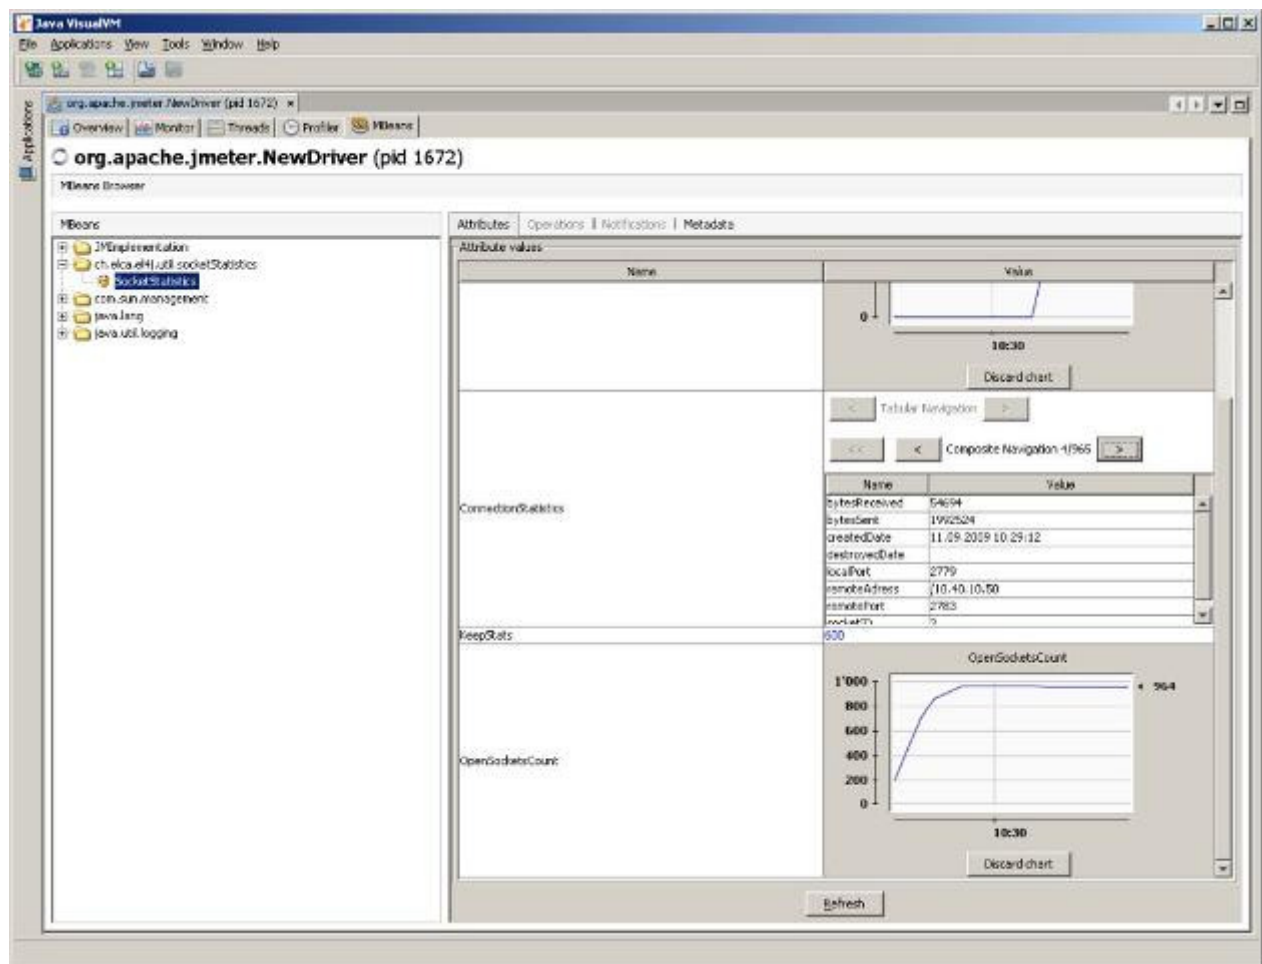 Java VisualVM
File Applications View Tools Window Help
Applications
org.apache.jmeter.NewDriver (pid 1672)
Overview Monitor Threads Profiler MBeans
org.apache.jmeter.NewDriver (pid 1672)
MBeans Browser
MBeans
JMImplementation
ch.elca.el4j.util.socketStatistics
SocketStatistics
com.sun.management
java.lang
java.util.logging
Attributes Operations Notifications Metadata
Attribute values
Name Value
0
10:30
Discard chart
ConnectionStatistics
< Tabular Navigation >
<< < Composite Navigation 4/965 >
Name Value
bytesReceived 54694
bytesSent 1992524
createdDate 11.09.2009 10:29:12
destroyedDate
localPort 2779
remoteAdress /10.40.10.50
remotePort 2783
socketID
KeepStats 600
OpenSocketsCount
OpenSocketsCount
1'000
800
600
400
200
0
964
10:30
Discard chart
Refresh